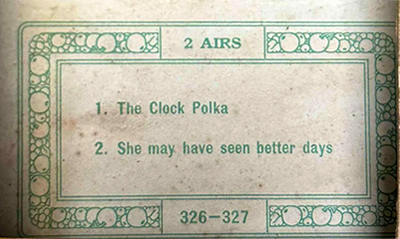 2 AIRS
1. The Clock Polka
2. She may have seen better days
326–327